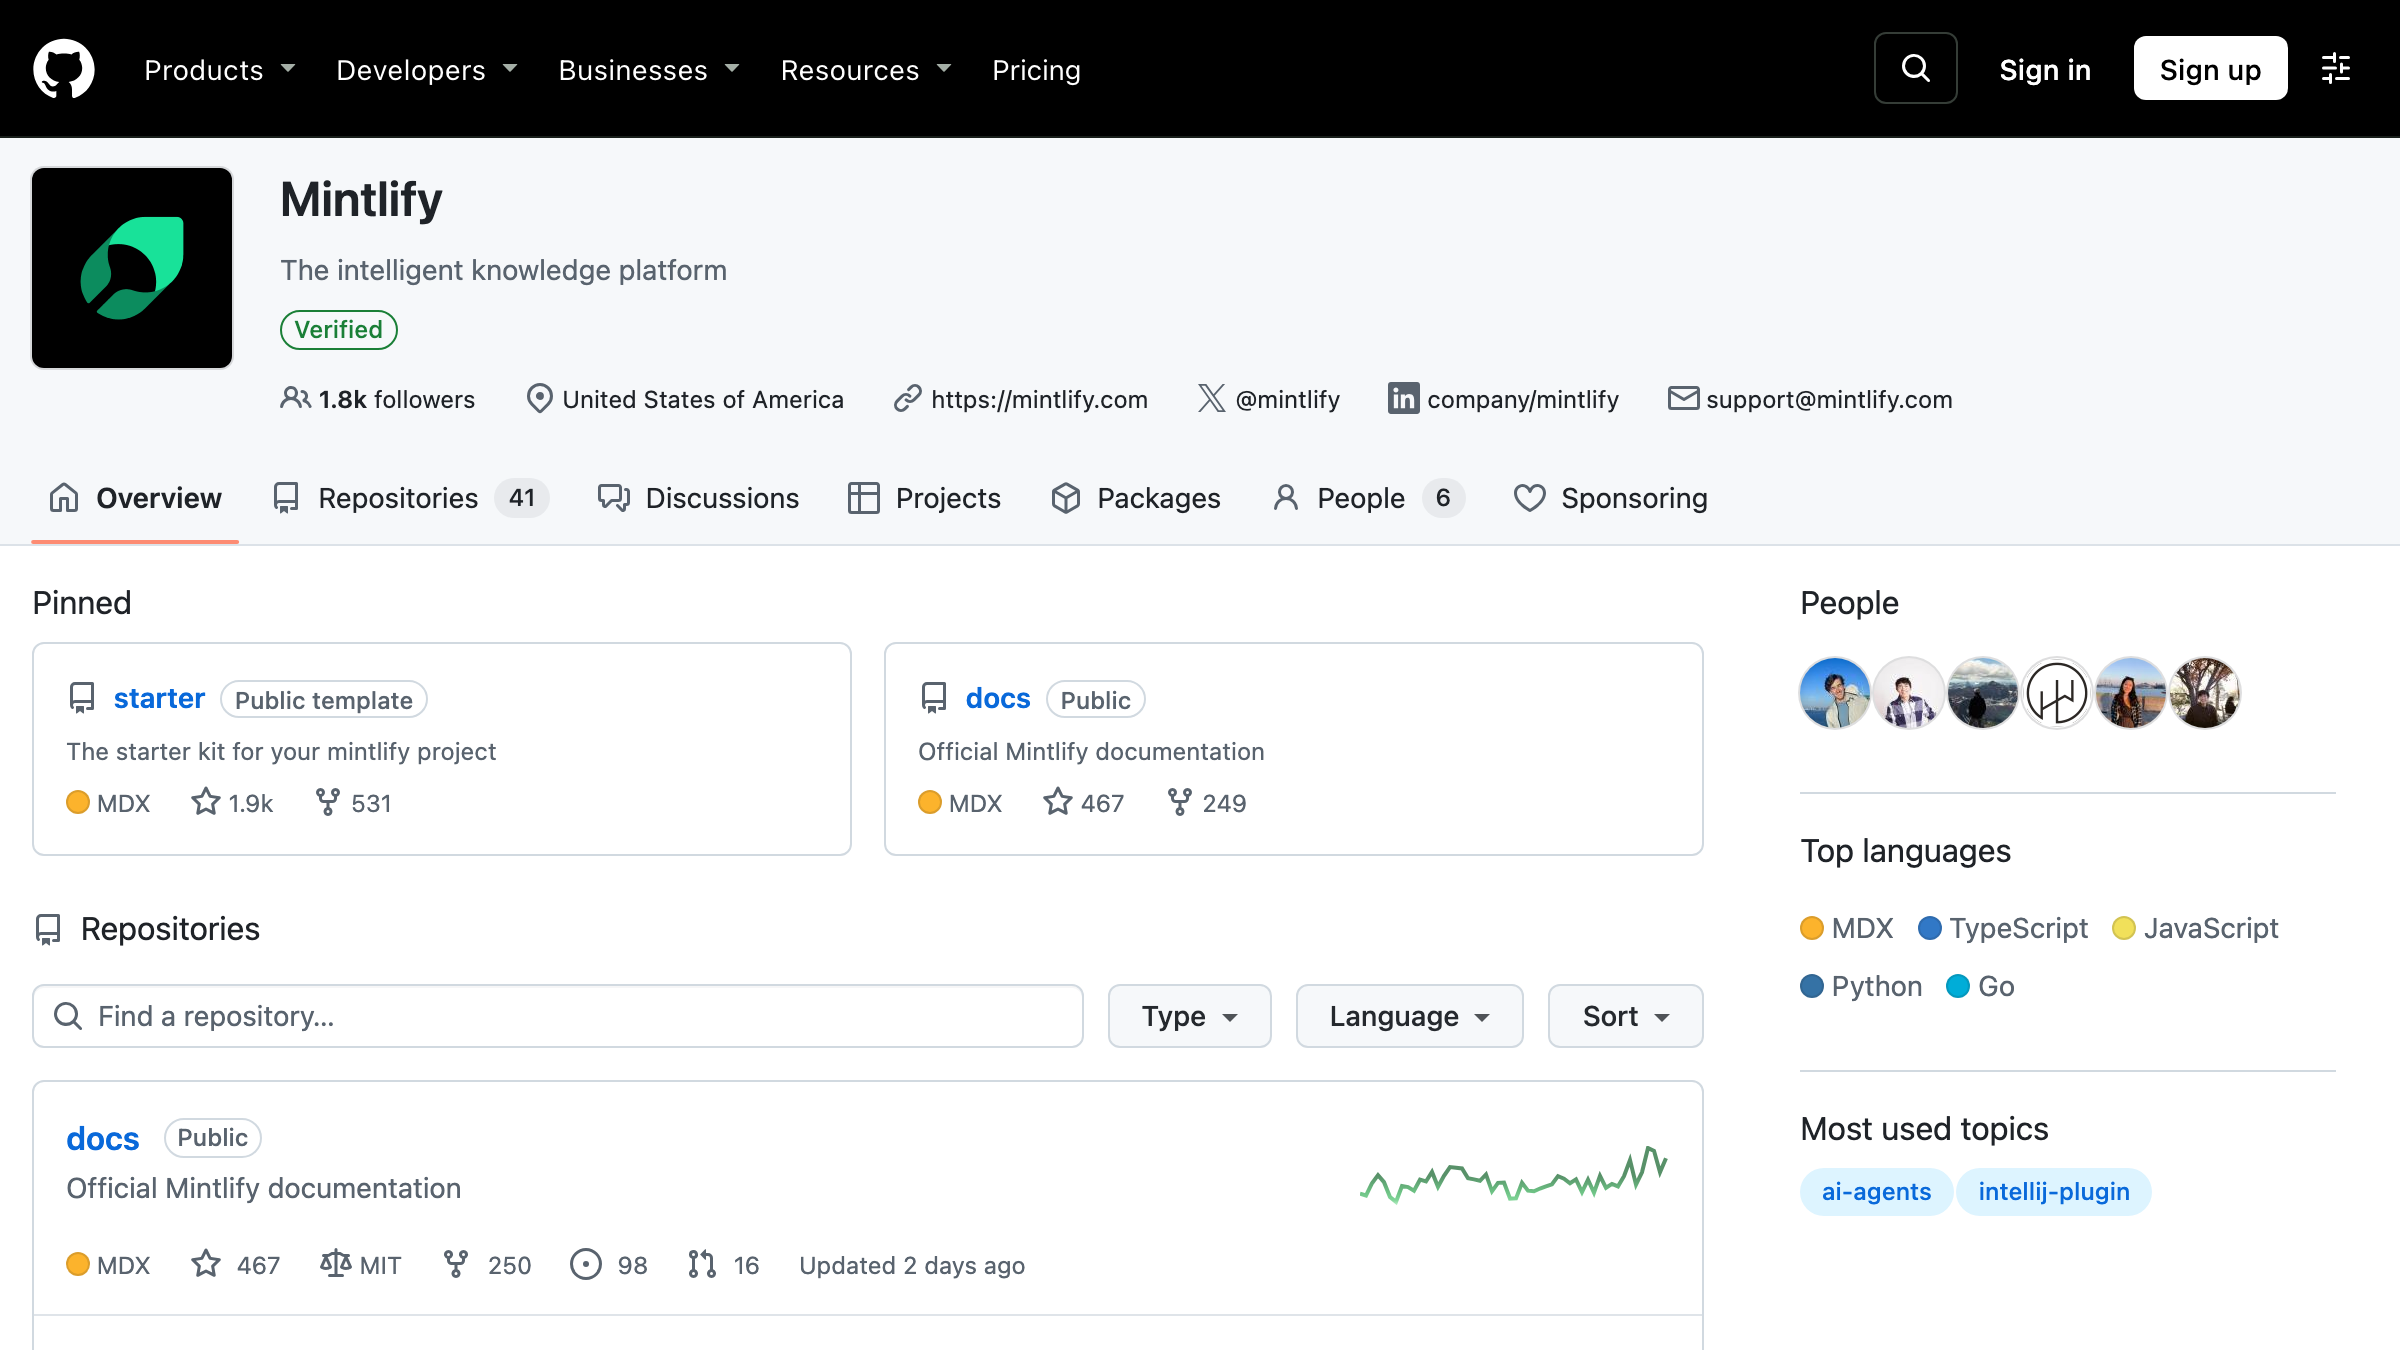 Products Developers Businesses Resources Pricing Sign in Sign up
Mintlify
The intelligent knowledge platform
Verified
1.8k followers United States of America https://mintlify.com @mintlify company/mintlify support@mintlify.com
Overview Repositories 41 Discussions Projects Packages People 6 Sponsoring
Pinned
starter Public template
The starter kit for your mintlify project
MDX 1.9k 531
docs Public
Official Mintlify documentation
MDX 467 249
Repositories
Find a repository...
Type Language Sort
docs Public
Official Mintlify documentation
MDX 467 MIT 250 98 16 Updated 2 days ago
People
Top languages
MDX TypeScript JavaScript
Python Go
Most used topics
ai-agents intellij-plugin